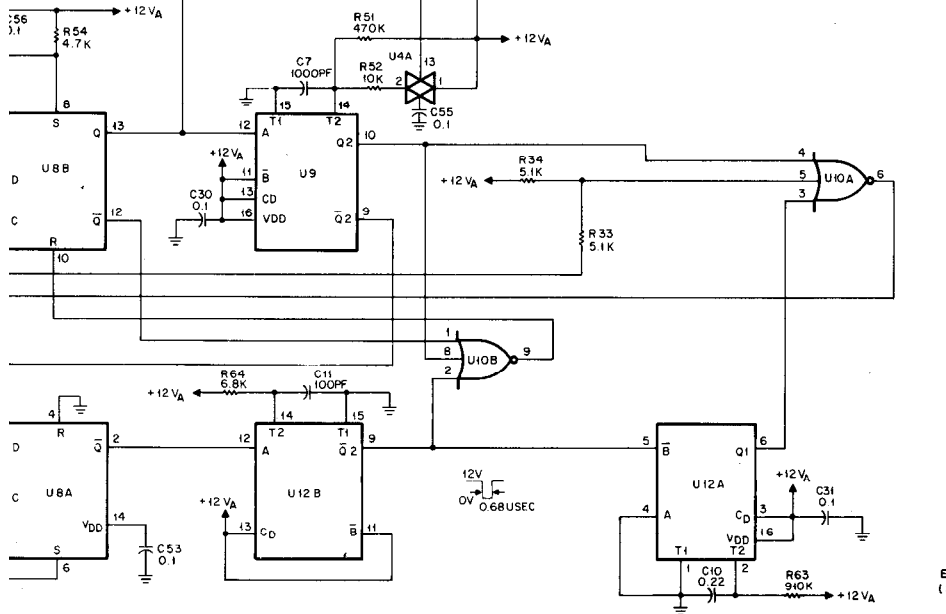 C56
0.1
R54
4.7K
+12VA
R51
470K
+12VA
C7
1000PF
R52
10K
U4A
13
2
1
C55
0.1
8
S
Q
13
U8B
D
C
Q̄
12
R
10
15
14
T1
T2
12
A
Q2
10
+12VA
11
B̄
U9
13
CD
C30
0.1
16
VDD
Q̄2
9
+12VA
R34
5.1K
R33
5.1K
4
5
3
U10A
6
1
8
2
U10B
9
R64
6.8K
C11
100PF
+12VA
4
R
14
15
T2
T1
D
Q̄
2
12
A
Q̄2
9
U8A
C
VDD
14
C53
0.1
S
6
U12B
+12VA
13
CD
B̄
11
12V
0V
0.68USEC
5
B̄
Q1
6
U12A
+12VA
C31
0.1
4
A
CD
3
VDD
16
T1
T2
1
2
C10
0.22
R63
910K
+12VA